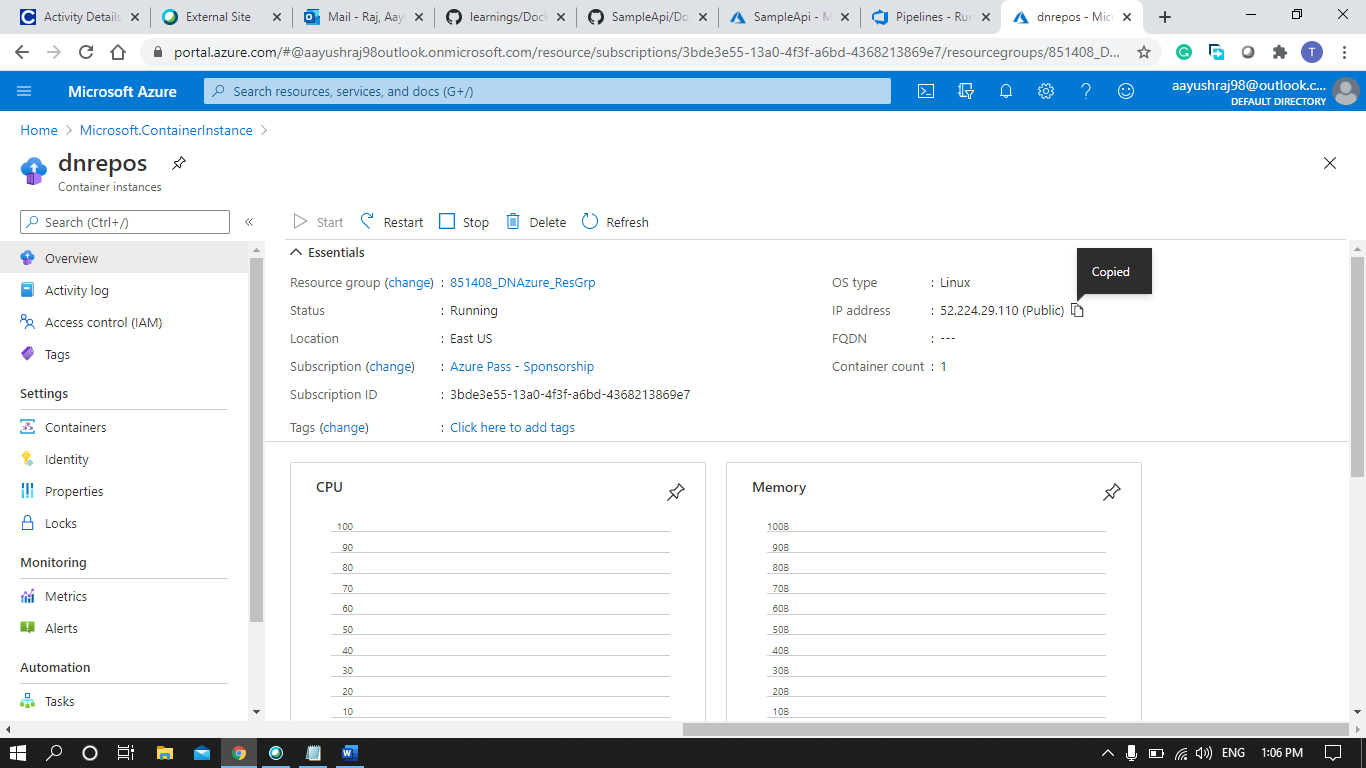 Activity Details
External Site
Mail - Raj, Aay
learnings/Dock
SampleApi/Do
SampleApi - M
Pipelines - Run
dnrepos - Micr
portal.azure.com/#@aayushraj98outlook.onmicrosoft.com/resource/subscriptions/3bde3e55-13a0-4f3f-a6bd-4368213869e7/resourcegroups/851408_D...
T
Microsoft Azure
Search resources, services, and docs (G+/)
aayushraj98@outlook.c...
DEFAULT DIRECTORY
Home > Microsoft.ContainerInstance >
dnrepos
Container instances
Search (Ctrl+/)
«
Start
Restart
Stop
Delete
Refresh
Overview
Activity log
Access control (IAM)
Tags
Settings
Containers
Identity
Properties
Locks
Monitoring
Metrics
Alerts
Automation
Tasks
Essentials
Resource group (change) : 851408_DNAzure_ResGrp
Status : Running
Location : East US
Subscription (change) : Azure Pass - Sponsorship
Subscription ID : 3bde3e55-13a0-4f3f-a6bd-4368213869e7
Tags (change) : Click here to add tags
Copied
OS type : Linux
IP address : 52.224.29.110 (Public)
FQDN : ---
Container count : 1
CPU
100
90
80
70
60
50
40
30
20
10
Memory
100B
90B
80B
70B
60B
50B
40B
30B
20B
10B
ENG
1:06 PM